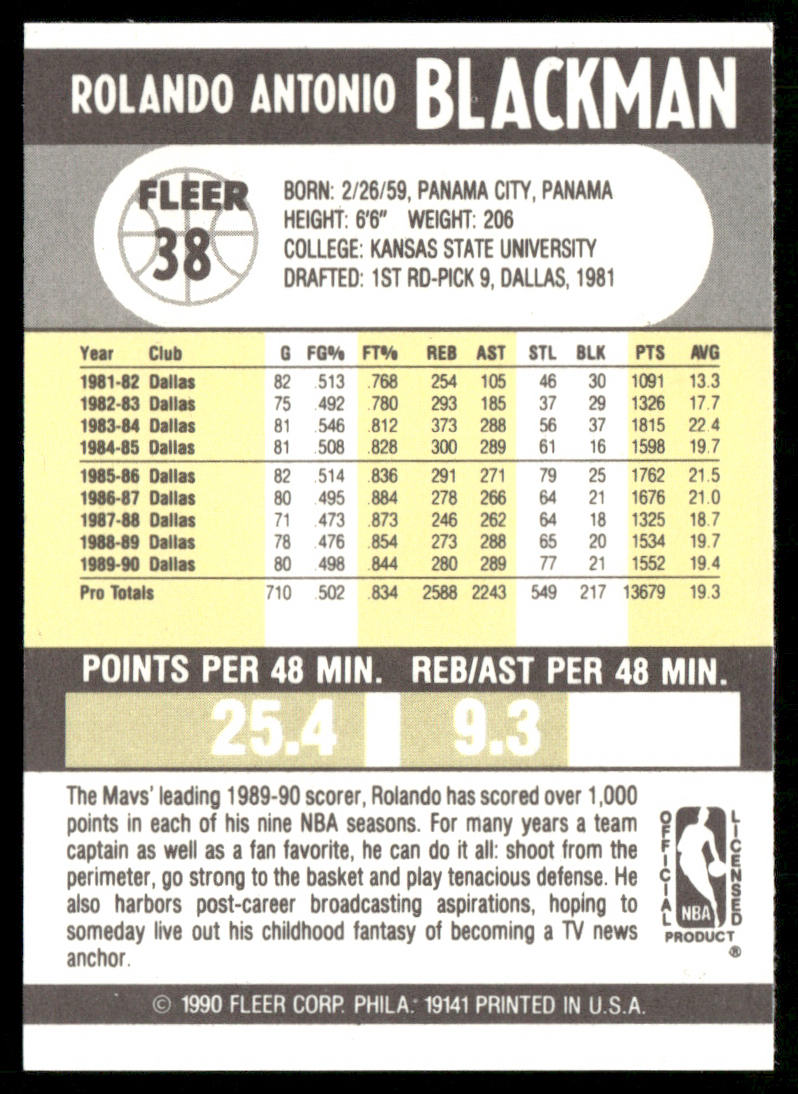 ROLANDO ANTONIO BLACKMAN
FLEER
38
BORN: 2/26/59, PANAMA CITY, PANAMA
HEIGHT: 6'6" WEIGHT: 206
COLLEGE: KANSAS STATE UNIVERSITY
DRAFTED: 1ST RD-PICK 9, DALLAS, 1981
Year Club G FG% FT% REB AST STL BLK PTS AVG
1981-82 Dallas 82 .513 .768 254 105 46 30 1091 13.3
1982-83 Dallas 75 .492 .780 293 185 37 29 1326 17.7
1983-84 Dallas 81 .546 .812 373 288 56 37 1815 22.4
1984-85 Dallas 81 .508 .828 300 289 61 16 1598 19.7
1985-86 Dallas 82 .514 .836 291 271 79 25 1762 21.5
1986-87 Dallas 80 .495 .884 278 266 64 21 1676 21.0
1987-88 Dallas 71 .473 .873 246 262 64 18 1325 18.7
1988-89 Dallas 78 .476 .854 273 288 65 20 1534 19.7
1989-90 Dallas 80 .498 .844 280 289 77 21 1552 19.4
Pro Totals 710 .502 .834 2588 2243 549 217 13679 19.3
POINTS PER 48 MIN. REB/AST PER 48 MIN.
25.4 9.3
The Mavs' leading 1989-90 scorer, Rolando has scored over 1,000
points in each of his nine NBA seasons. For many years a team
captain as well as a fan favorite, he can do it all: shoot from the
perimeter, go strong to the basket and play tenacious defense. He
also harbors post-career broadcasting aspirations, hoping to
someday live out his childhood fantasy of becoming a TV news
anchor.
OFFICIAL
LICENSED
NBA
PRODUCT
®
© 1990 FLEER CORP. PHILA. 19141 PRINTED IN U.S.A.